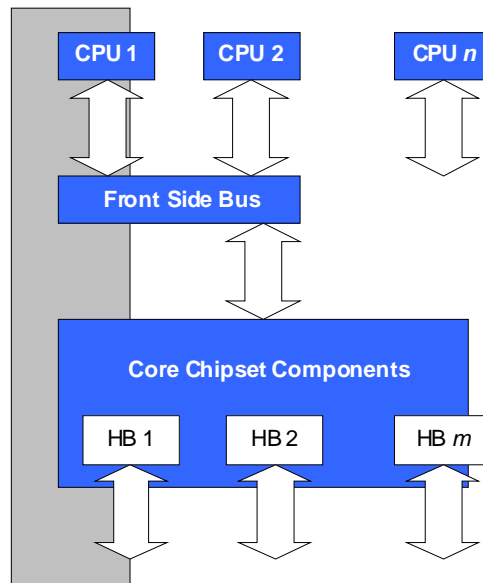 CPU 1 CPU 2 CPU n
Front Side Bus
Core Chipset Components
HB 1 HB 2 HB m